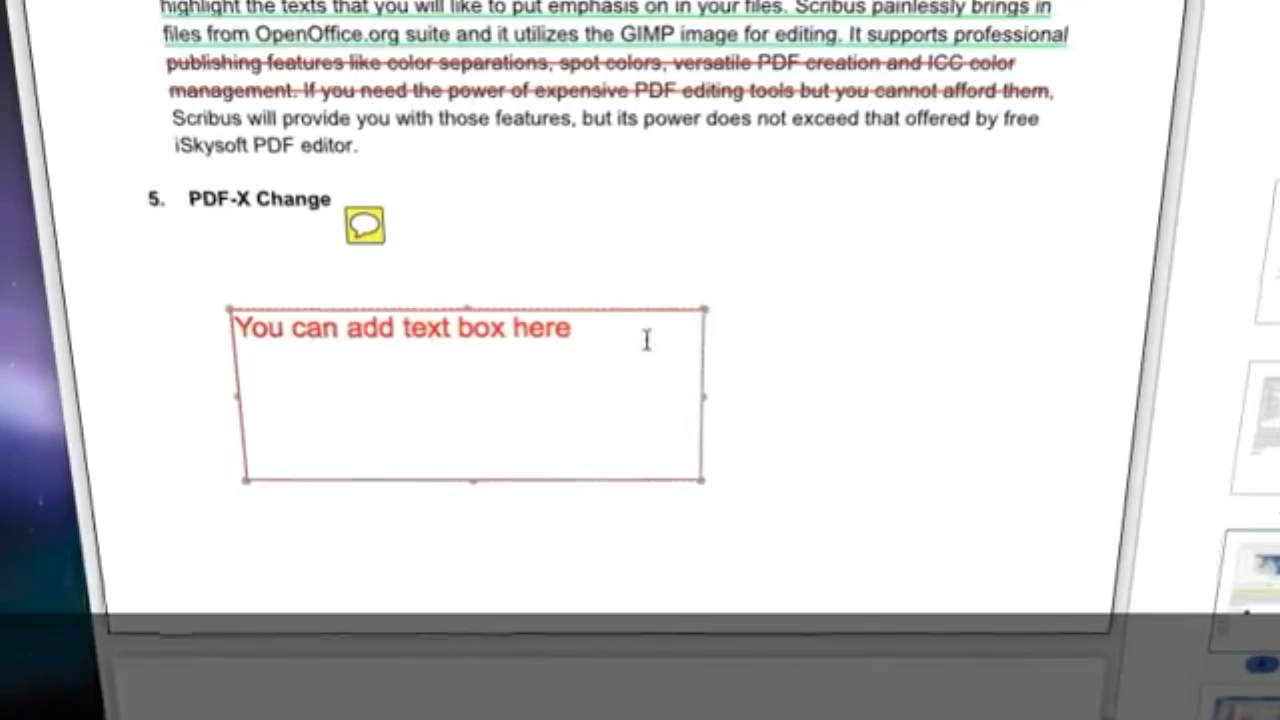 highlight the texts that you will like to put emphasis on in your files. Scribus painlessly brings in
files from OpenOffice.org suite and it utilizes the GIMP image for editing. It supports professional
publishing features like color separations, spot colors, versatile PDF creation and ICC color
management. If you need the power of expensive PDF editing tools but you cannot afford them,
Scribus will provide you with those features, but its power does not exceed that offered by free
iSkysoft PDF editor.
5. PDF-X Change
You can add text box here